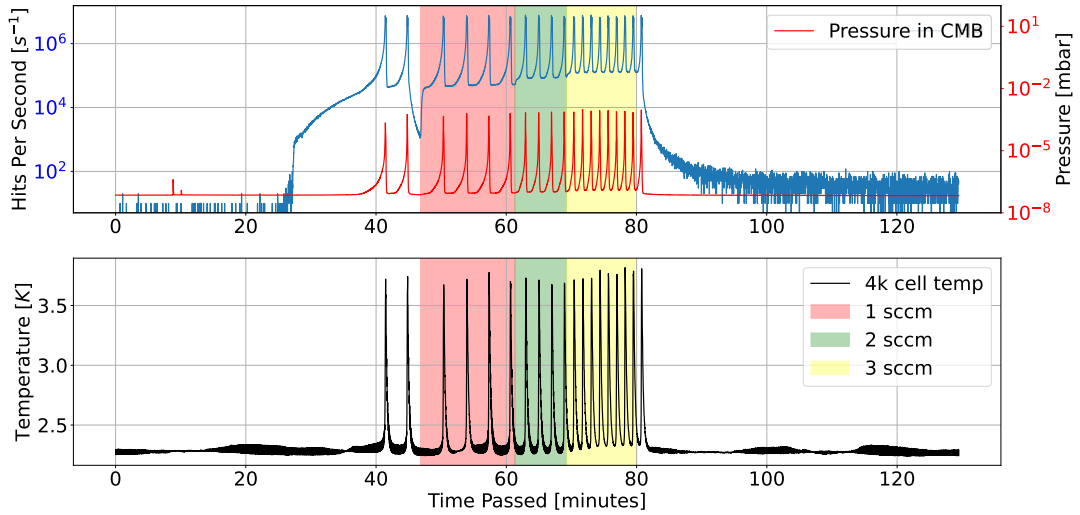 Hits Per Second [s⁻¹]
10⁶
10⁴
10²
Pressure in CMB
10¹
10⁻²
10⁻⁵
10⁻⁸
Pressure [mbar]
0 20 40 60 80 100 120
Temperature [K]
3.5
3.0
2.5
4k cell temp
1 sccm
2 sccm
3 sccm
0 20 40 60 80 100 120
Time Passed [minutes]